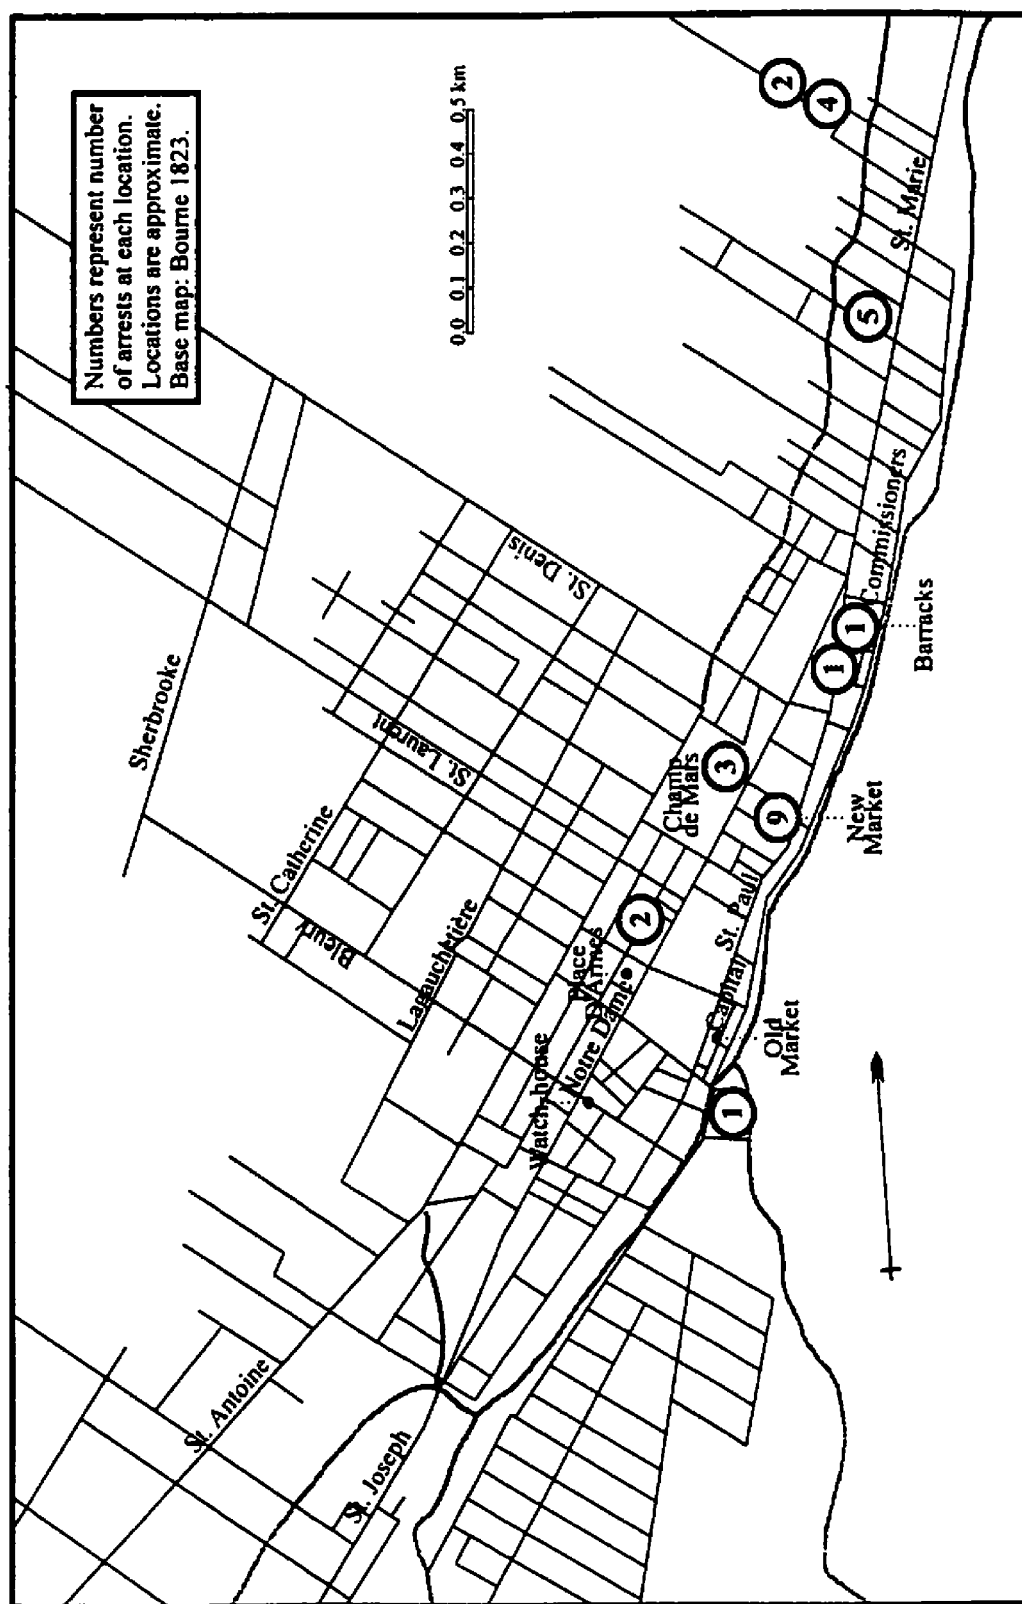 Numbers represent number
of arrests at each location.
Locations are approximate.
Base map: Bourne 1823.
0.0 0.1 0.2 0.3 0.4 0.5 km
Sherbrooke
St. Catherine
Bleury
St. Laurent
St. Denis
Lagauchetière
St. Antoine
St. Joseph
Watch-house
Notre Dame
Place
D'Armes
Champ
de Mars
Capital
St. Paul
Old
Market
New
Market
Barracks
Commissioners
St. Marie
1
2
9
3
1
1
5
4
2